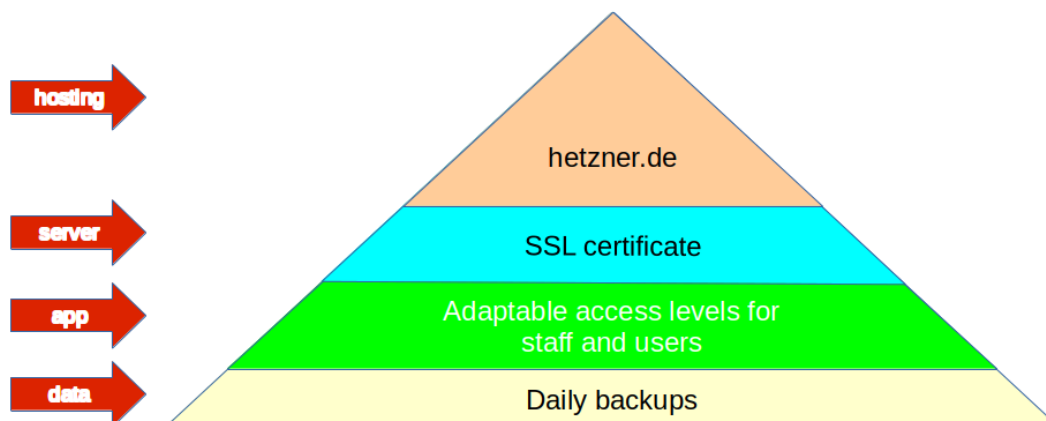 hosting
hetzner.de
server
SSL certificate
app
Adaptable access levels for
staff and users
data
Daily backups